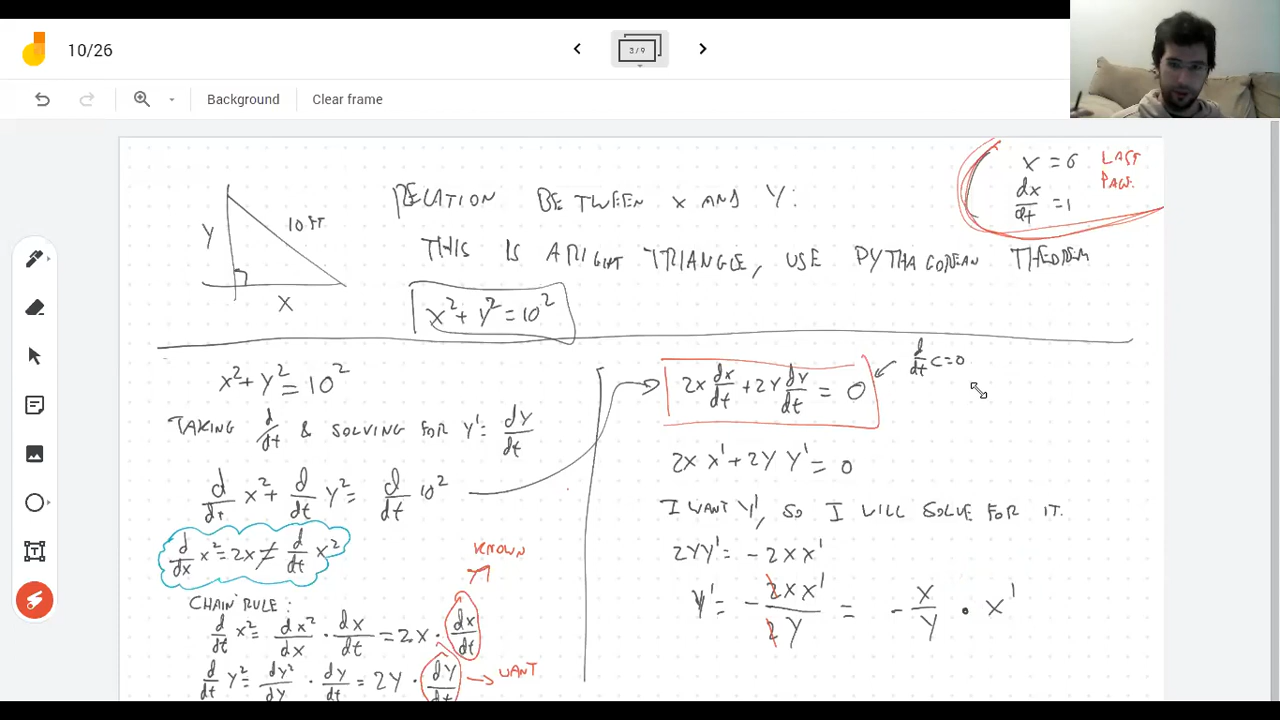 10/26
3/9
Background
Clear frame
x = 6 LAST
dx/dt = 1 PAGE.
RELATION BETWEEN x AND Y:
Y
10 ft
X
THIS IS A RIGHT TRIANGLE, USE PYTHAGOREAN THEOREM
x² + y² = 10²
x² + y² = 10²
TAKING d/dt & SOLVING FOR y' = dy/dt
d/dt x² + d/dt y² = d/dt 10²
d/dx x² = 2x ≠ d/dt x²
KNOWN
CHAIN RULE:
d/dt x² = dx²/dx · dx/dt = 2x · dx/dt
d/dt y² = dy²/dy · dy/dt = 2y · dy/dt → WANT
2x dx/dt + 2y dy/dt = 0
d/dt c = 0
2x x' + 2y y' = 0
I WANT y', SO I WILL SOLVE FOR IT.
2yy' = -2xx'
y' = - 2xx'/2y = - x/y · x'